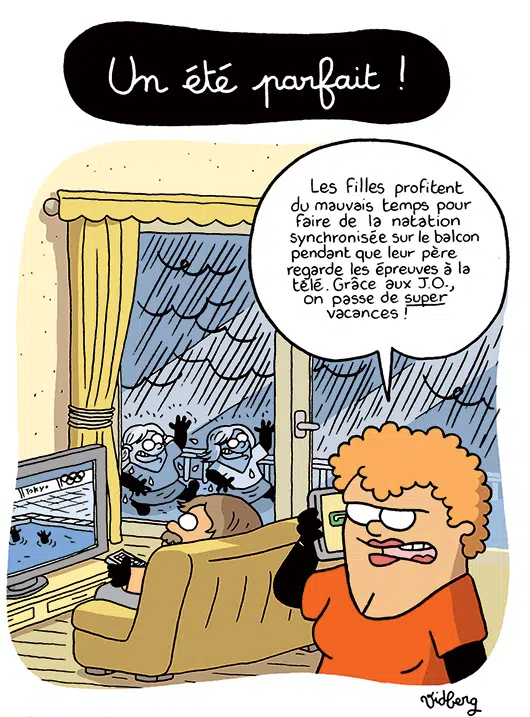 Un été parfait !
Les filles profitent
du mauvais temps pour
faire de la natation
synchronisée sur le balcon
pendant que leur père
regarde les épreuves à la
télé. Grâce aux J.O.,
on passe de super
vacances !
Tokyo
Vidberg